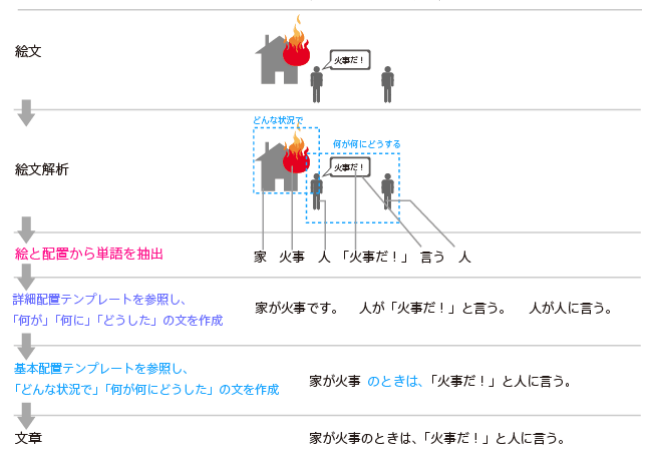 絵文
火事だ！
どんな状況で
何が何にどうする
火事だ！
絵文解析
絵と配置から単語を抽出
家 火事 人 「火事だ！」 言う 人
詳細配置テンプレートを参照し、
「何が」「何に」「どうした」の文を作成
家が火事です。 人が「火事だ！」と言う。 人が人に言う。
基本配置テンプレートを参照し、
「どんな状況で」「何が何にどうした」の文を作成
家が火事 のときは、「火事だ！」と人に言う。
文章
家が火事のときは、「火事だ！」と人に言う。